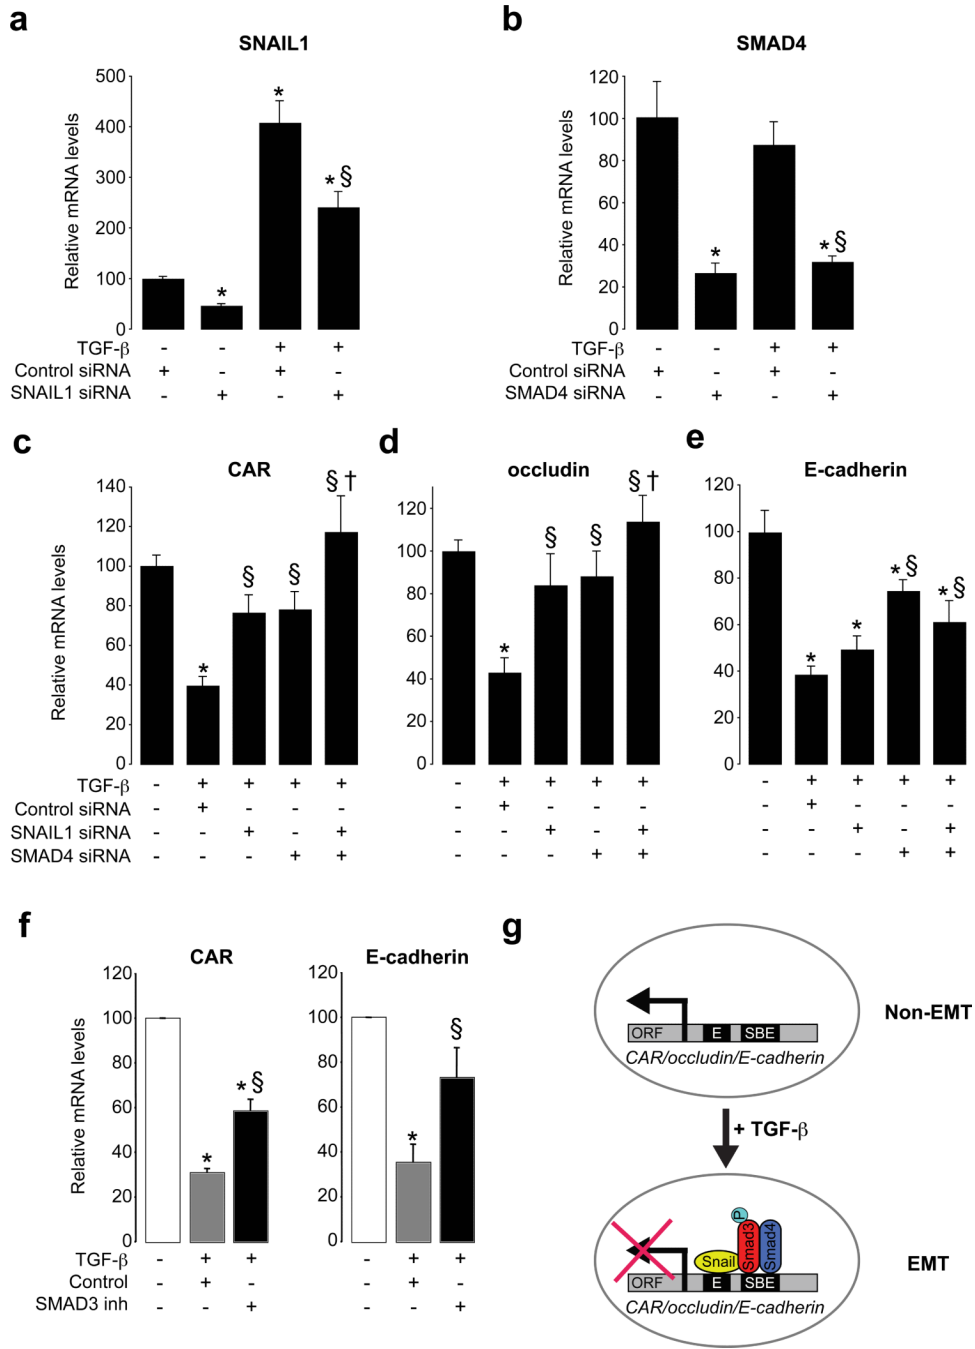 a
SNAIL1
Relative mRNA levels
500
400
300
200
100
0
*
*
* §
TGF-β - - + +
Control siRNA + - + -
SNAIL1 siRNA - + - +
b
SMAD4
Relative mRNA levels
120
100
80
60
40
20
0
*
* §
TGF-β - - + +
Control siRNA + - + -
SMAD4 siRNA - + - +
c
CAR
Relative mRNA levels
140
120
100
80
60
40
20
0
*
§
§
§ †
TGF-β - + + + +
Control siRNA - + - - -
SNAIL1 siRNA - - + - +
SMAD4 siRNA - - - + +
d
occludin
120
100
80
60
40
20
0
*
§
§
§ †
- + + + +
- + - - -
- - + - +
- - - + +
e
E-cadherin
120
100
80
60
40
20
0
*
*
* §
* §
- + + + +
- + - - -
- - + - +
- - - + +
f
CAR
Relative mRNA levels
120
100
80
60
40
20
0
*
* §
TGF-β - + +
Control - + -
SMAD3 inh - - +
E-cadherin
120
100
80
60
40
20
0
*
§
- + +
- + -
- - +
g
ORF E SBE
CAR/occludin/E-cadherin
Non-EMT
+ TGF-β
P
Snail Smad3 Smad4
ORF E SBE
CAR/occludin/E-cadherin
EMT